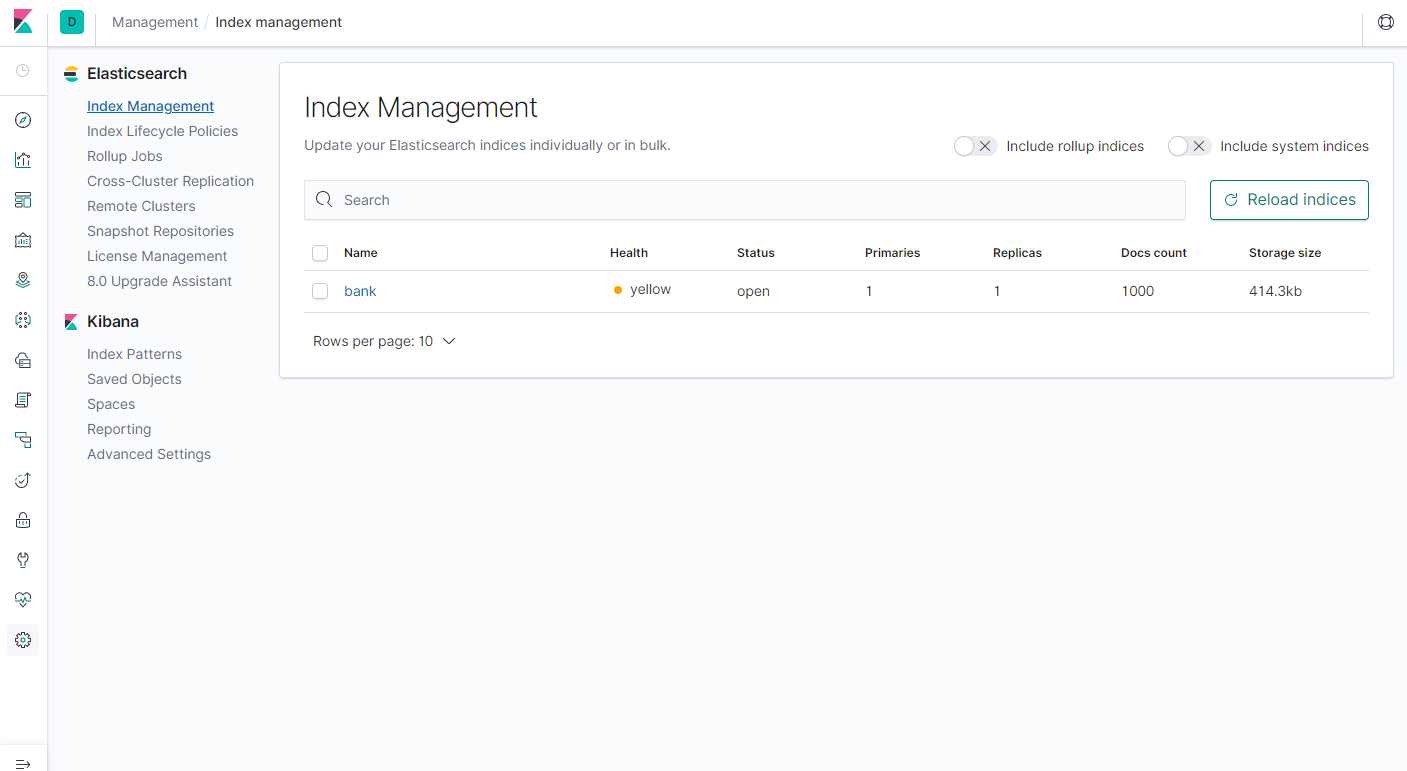 D Management / Index management
Elasticsearch
Index Management
Index Lifecycle Policies
Rollup Jobs
Cross-Cluster Replication
Remote Clusters
Snapshot Repositories
License Management
8.0 Upgrade Assistant
Kibana
Index Patterns
Saved Objects
Spaces
Reporting
Advanced Settings
Index Management
Update your Elasticsearch indices individually or in bulk.
Include rollup indices Include system indices
Search Reload indices
Name Health Status Primaries Replicas Docs count Storage size
bank yellow open 1 1 1000 414.3kb
Rows per page: 10